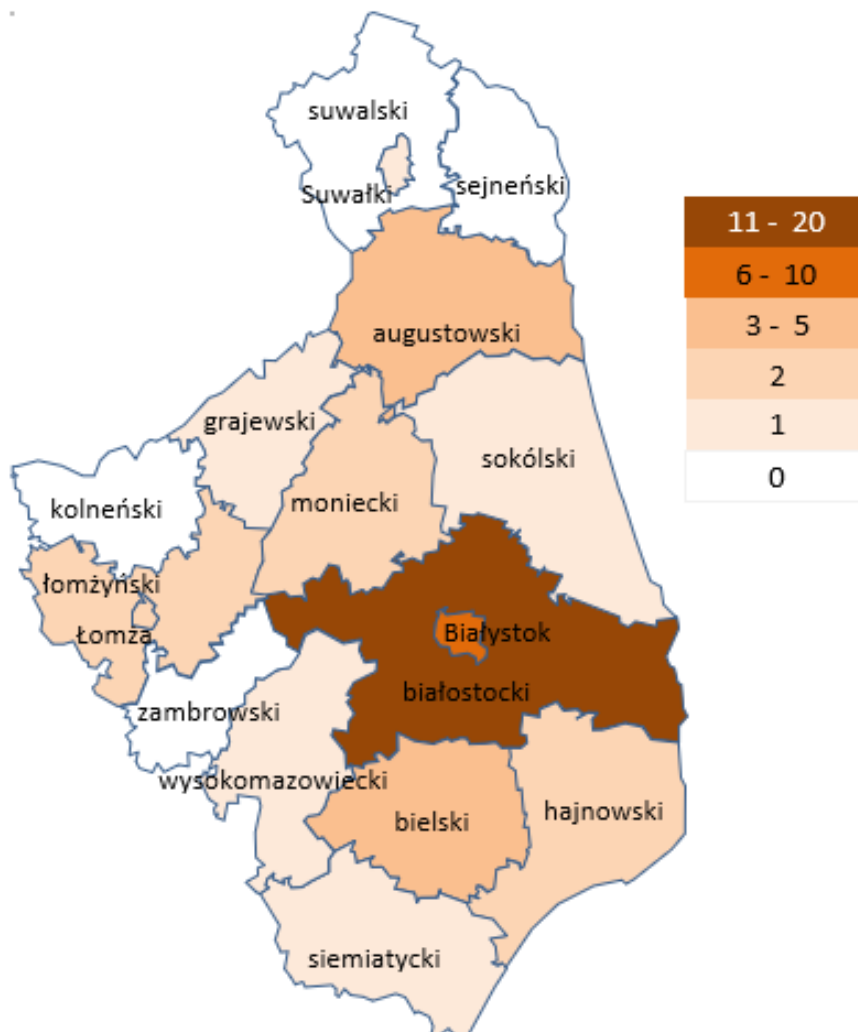 suwalski
Suwałki
sejneński
11 - 20
6 - 10
3 - 5
2
1
0
augustowski
grajewski
sokólski
kolneński
moniecki
łomżyński
Łomża
Białystok
białostocki
zambrowski
wysokomazowiecki
bielski
hajnowski
siemiatycki